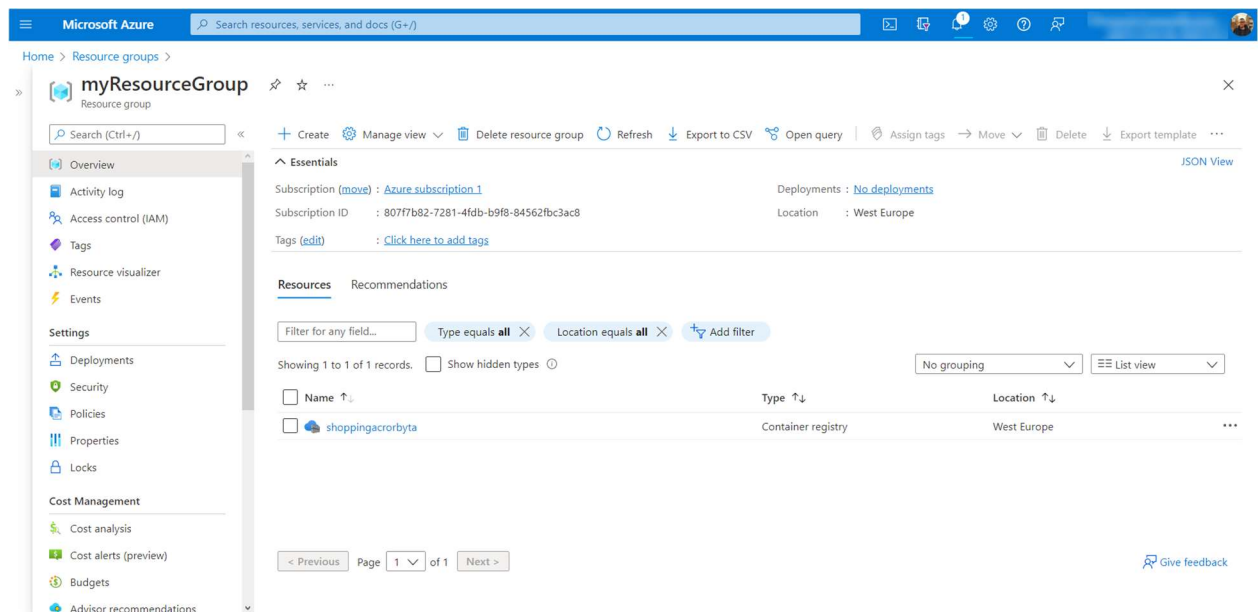 Microsoft Azure
Search resources, services, and docs (G+/)
1
Home > Resource groups >
myResourceGroup
Resource group
Search (Ctrl+/)
Overview
Activity log
Access control (IAM)
Tags
Resource visualizer
Events
Settings
Deployments
Security
Policies
Properties
Locks
Cost Management
Cost analysis
Cost alerts (preview)
Budgets
Advisor recommendations
Create Manage view Delete resource group Refresh Export to CSV Open query Assign tags Move Delete Export template
Essentials
JSON View
Subscription (move) : Azure subscription 1
Deployments : No deployments
Subscription ID : 807f7b82-7281-4fdb-b9f8-84562fbc3ac8
Location : West Europe
Tags (edit) : Click here to add tags
Resources Recommendations
Filter for any field... Type equals all Location equals all Add filter
Showing 1 to 1 of 1 records. Show hidden types
No grouping List view
Name Type Location
shoppingacrorbyta Container registry West Europe
< Previous Page 1 of 1 Next >
Give feedback